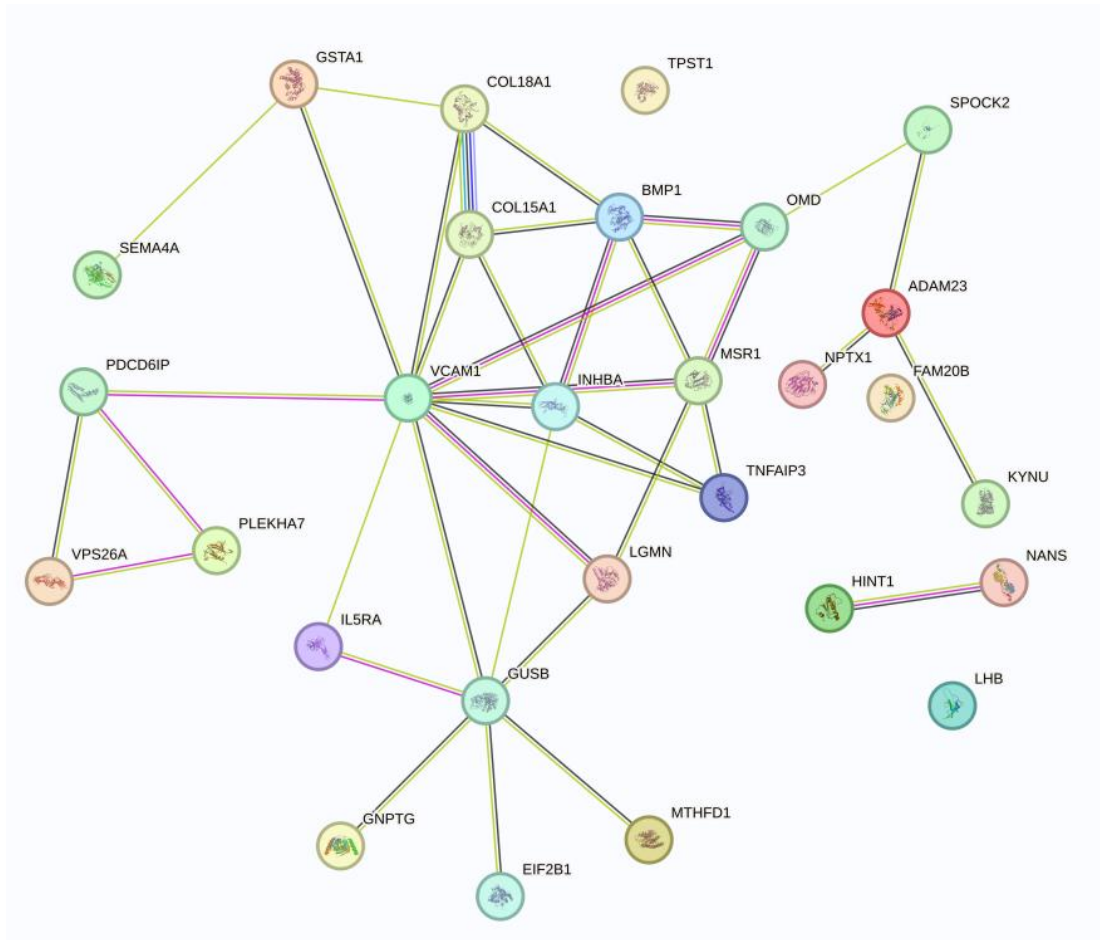 GSTA1
TPST1
COL18A1
SPOCK2
BMP1
OMD
COL15A1
SEMA4A
ADAM23
MSR1
NPTX1
PDCD6IP
VCAM1
INHBA
FAM20B
TNFAIP3
KYNU
PLEKHA7
VPS26A
LGMN
NANS
HINT1
IL5RA
GUSB
LHB
GNPTG
MTHFD1
EIF2B1